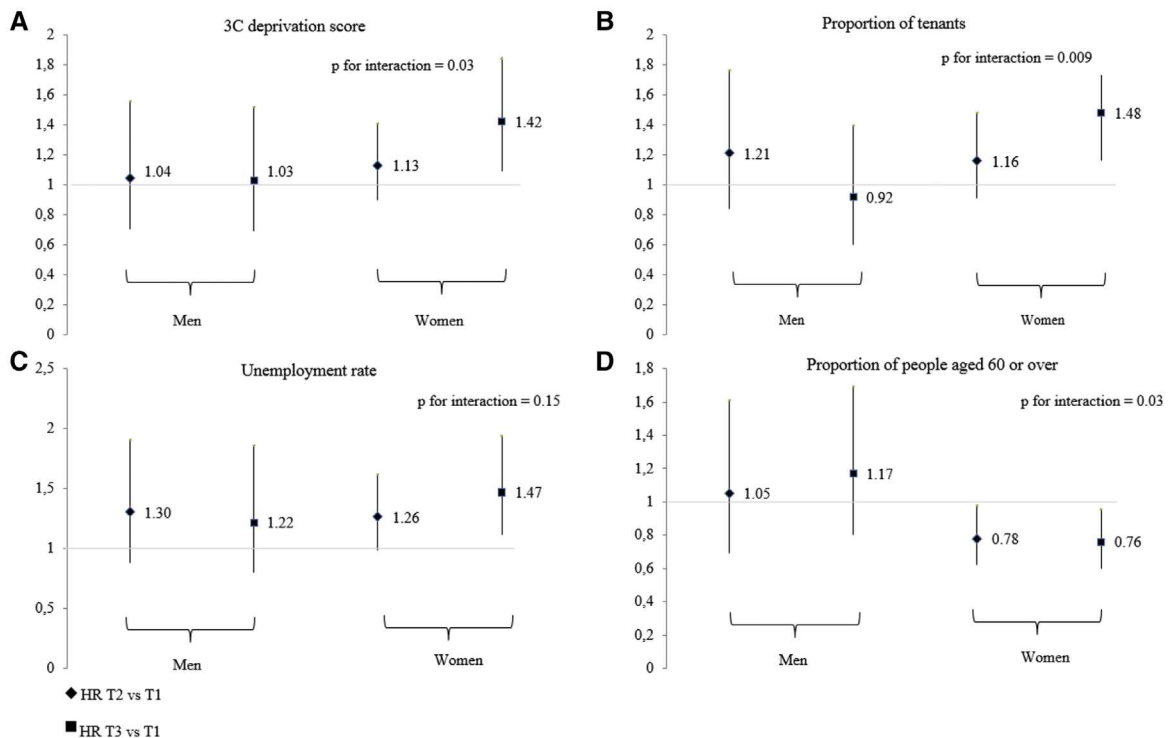 A
3C deprivation score
p for interaction = 0.03
2
1,8
1,6
1,4
1,2
1
0,8
0,6
0,4
0,2
0
1.04
1.03
1.13
1.42
Men
Women
B
Proportion of tenants
p for interaction = 0.009
2
1,8
1,6
1,4
1,2
1
0,8
0,6
0,4
0,2
0
1.21
0.92
1.16
1.48
Men
Women
C
Unemployment rate
p for interaction = 0.15
2,5
2
1,5
1
0,5
0
1.30
1.22
1.26
1.47
Men
Women
D
Proportion of people aged 60 or over
p for interaction = 0.03
1,8
1,6
1,4
1,2
1
0,8
0,6
0,4
0,2
0
1.05
1.17
0.78
0.76
Men
Women
HR T2 vs T1
HR T3 vs T1